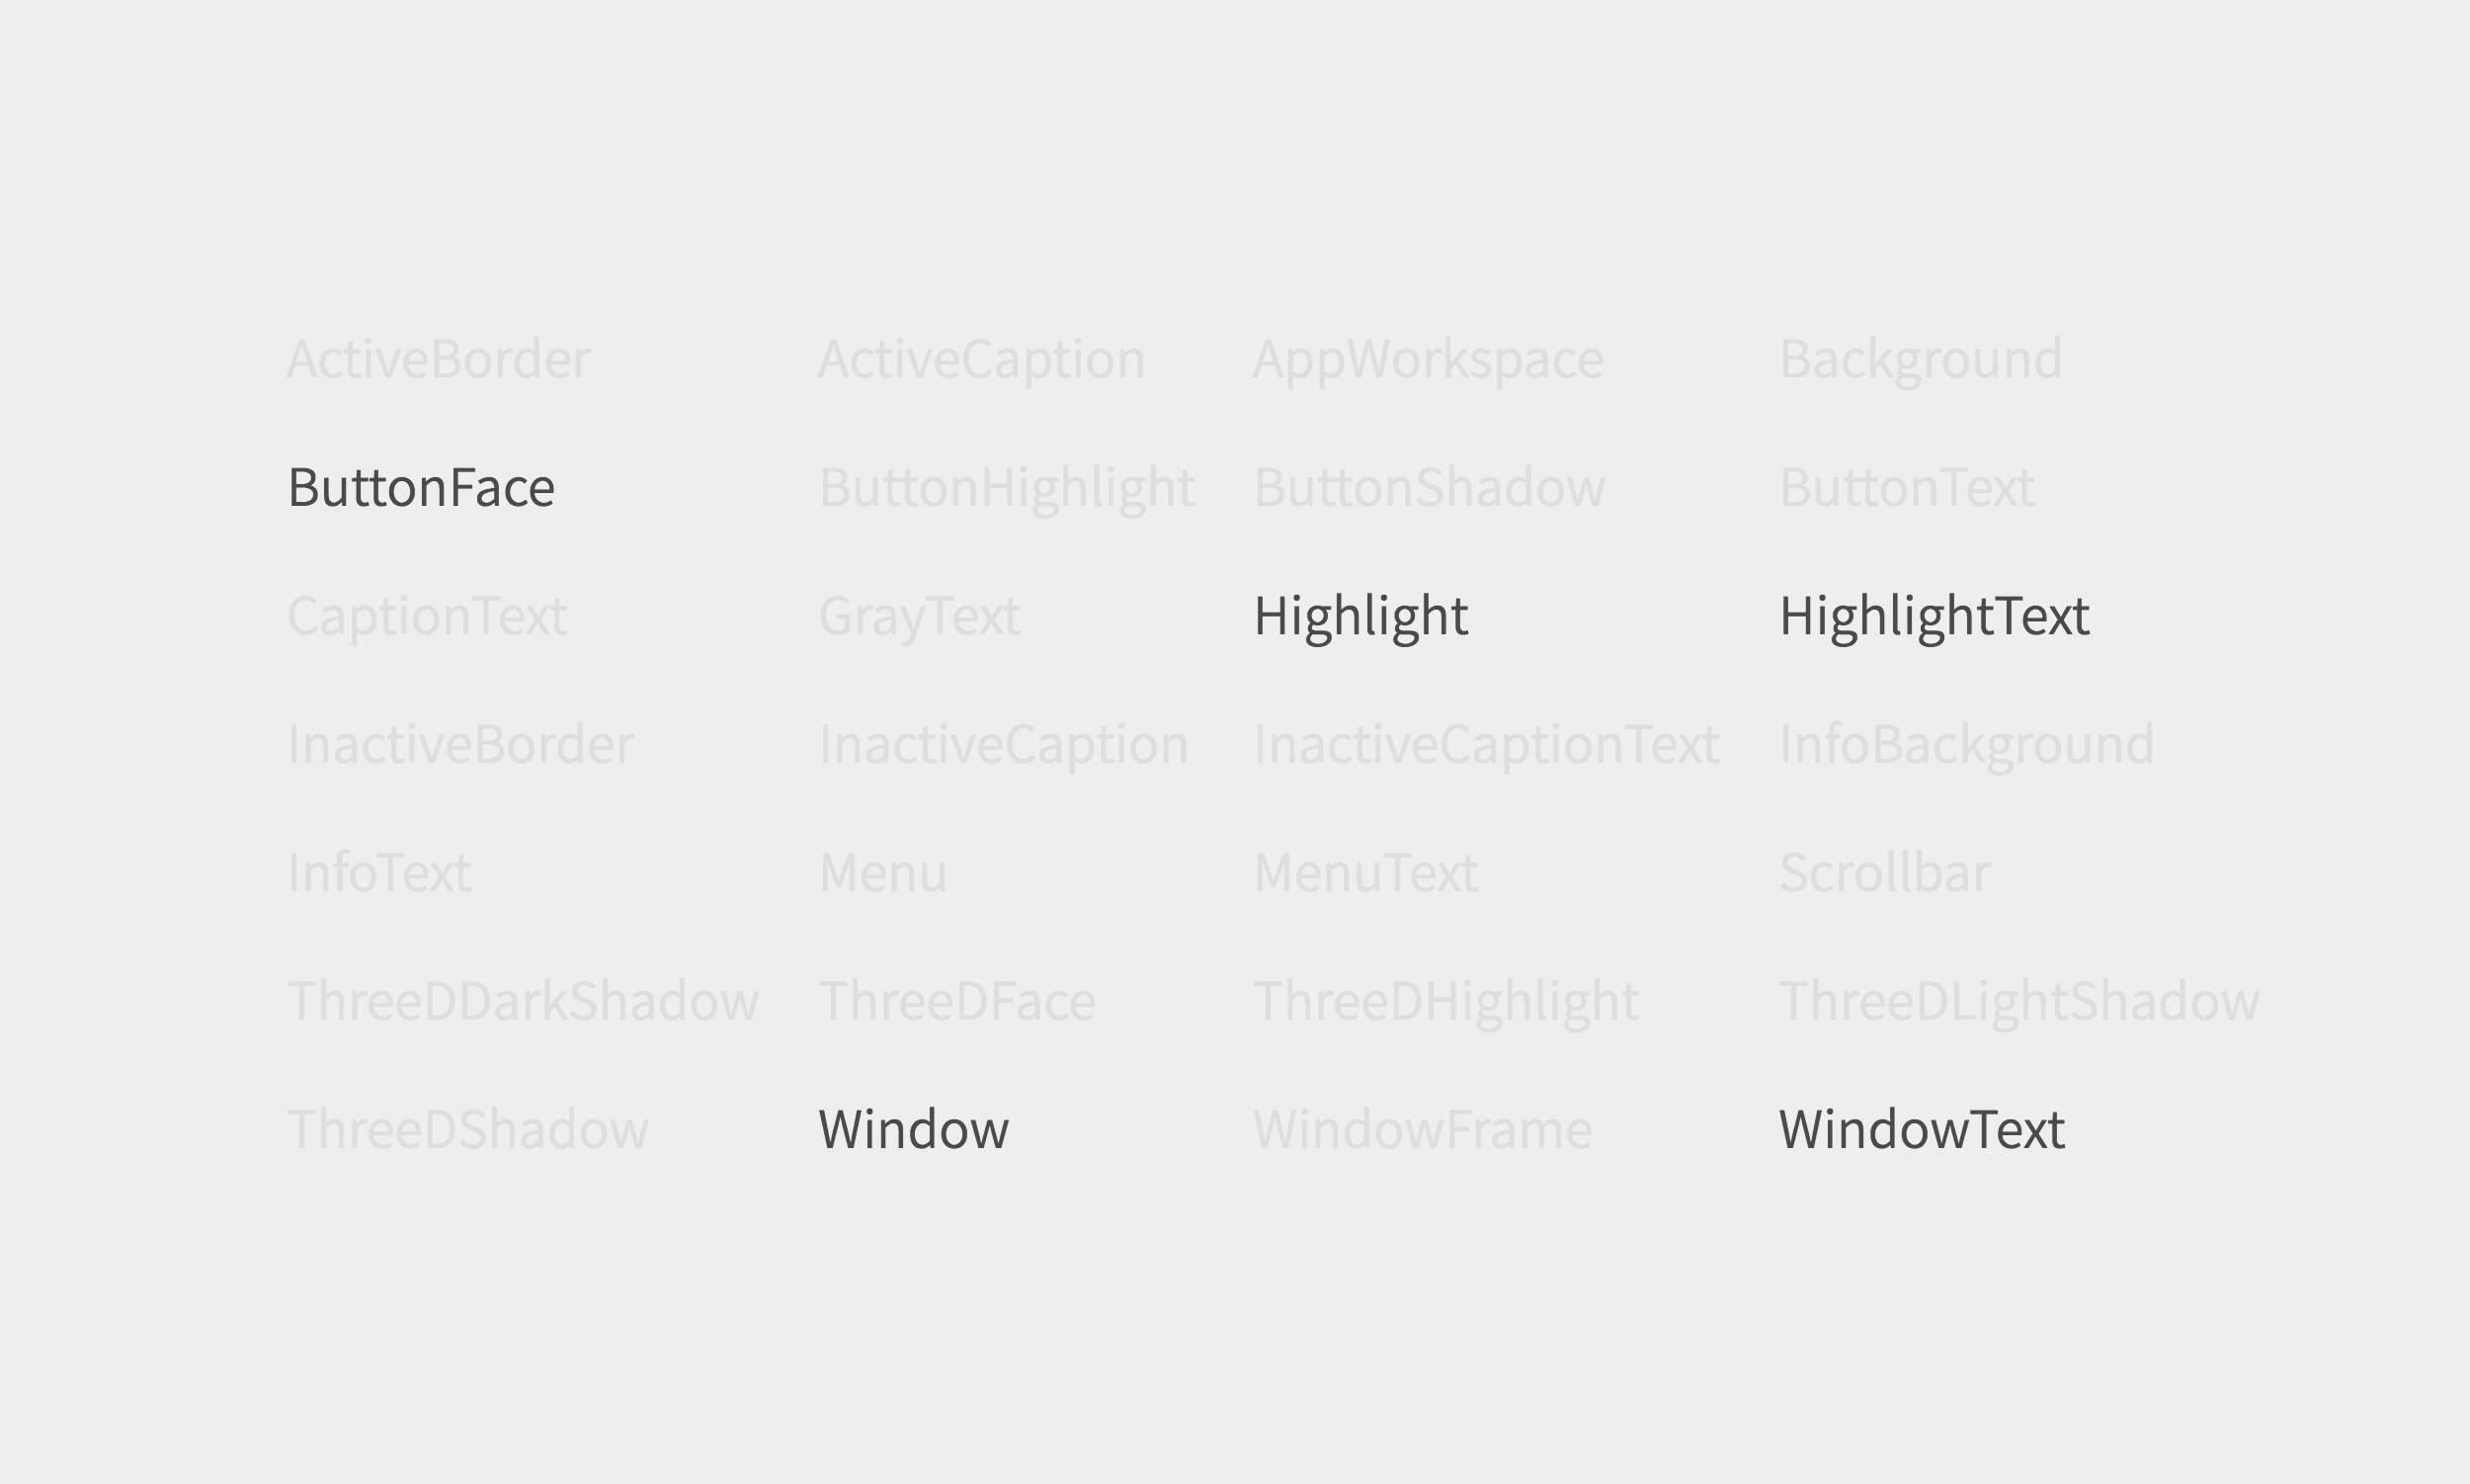 ActiveBorder ActiveCaption AppWorkspace Background
ButtonFace ButtonHighlight ButtonShadow ButtonText
CaptionText GrayText Highlight HighlightText
InactiveBorder InactiveCaption InactiveCaptionText InfoBackground
InfoText Menu MenuText Scrollbar
ThreeDDarkShadow ThreeDFace ThreeDHighlight ThreeDLightShadow
ThreeDShadow Window WindowFrame WindowText